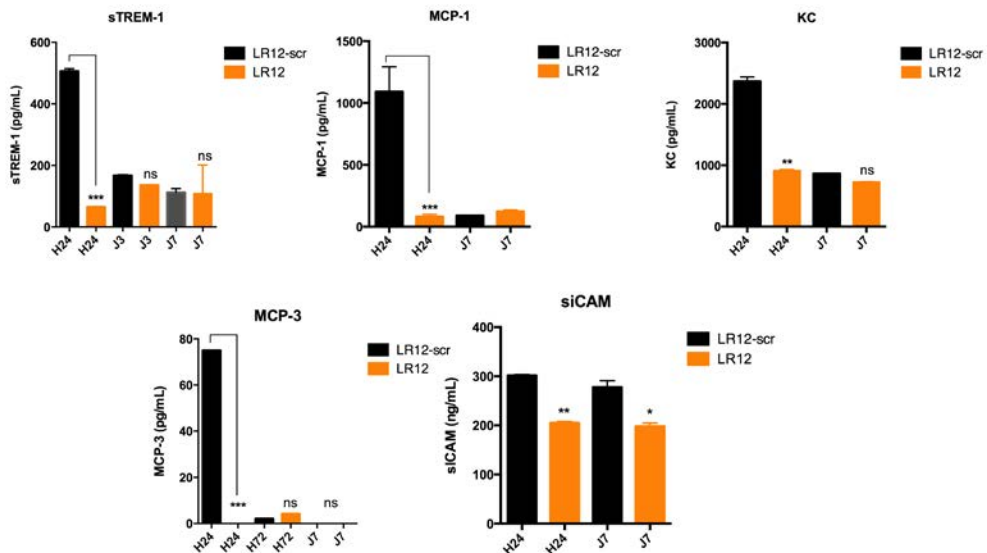 sTREM-1
600
400
200
0
sTREM-1 (pg/mL)
***
ns
ns
H24
H24
J3
J3
J7
J7
LR12-scr
LR12
MCP-1
1500
1000
500
0
MCP-1 (pg/mL)
***
H24
H24
J7
J7
LR12-scr
LR12
KC
3000
2000
1000
0
KC (pg/mlL)
**
ns
H24
H24
J7
J7
LR12-scr
LR12
MCP-3
80
60
40
20
0
MCP-3 (pg/mL)
***
ns
ns
H24
H24
H72
H72
J7
J7
LR12-scr
LR12
siCAM
400
300
200
100
0
sICAM (ng/mL)
**
*
H24
H24
J7
J7
LR12-scr
LR12